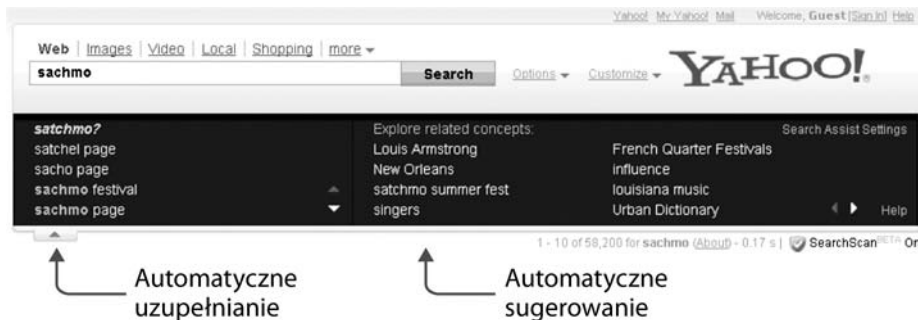 Yahoo! My Yahoo! Mail Welcome, Guest [Sign In] Help
Web Images Video Local Shopping more
sachmo Search Options Customize YAHOO!
satchmo?
satchel page
sacho page
sachmo festival
sachmo page
Explore related concepts:
Louis Armstrong
New Orleans
satchmo summer fest
singers
French Quarter Festivals
influence
louisiana music
Urban Dictionary
Search Assist Settings
Help
1 - 10 of 58,200 for sachmo (About) - 0.17 s | SearchScan BETA On
Automatyczne
uzupełnianie
Automatyczne
sugerowanie